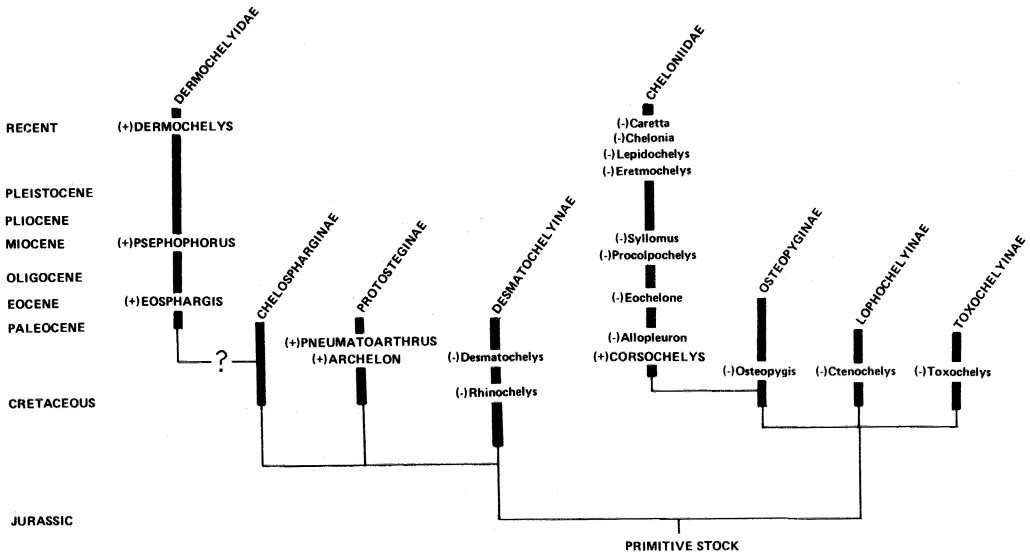 DERMOCHELYIDAE
CHELONIIDAE
RECENT
(+)DERMOCHELYS
(-)Caretta
(-)Chelonia
(-)Lepidochelys
(-)Eretmochelys
PLEISTOCENE
PLIOCENE
MIOCENE
(+)PSEPHOPHORUS
CHELOSPHARGINAE
PROTOSTEGINAE
DESMATOCHELYINAE
(-)Syllomus
(-)Procolpochelys
OSTEOPYGINAE
LOPHOCHELYINAE
TOXOCHELYINAE
OLIGOCENE
EOCENE
(+)EOSPHARGIS
(-)Eochelone
PALEOCENE
(+)PNEUMATOARTHRUS
(+)ARCHELON
(-)Desmatochelys
(-)Allopleuron
(+)CORSOCHELYS
?
(-)Osteopygis
(-)Ctenochelys
(-)Toxochelys
(-)Rhinochelys
CRETACEOUS
JURASSIC
PRIMITIVE STOCK